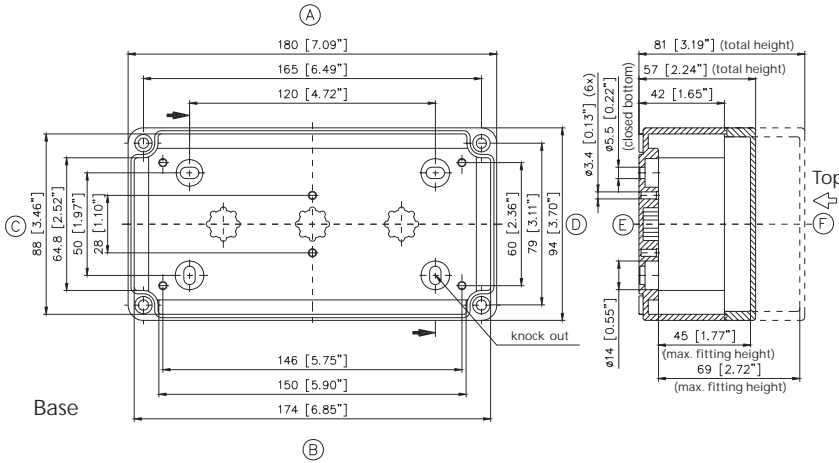 A
180 [7.09"]
165 [6.49"]
120 [4.72"]
C
88 [3.46"]
64.8 [2.52"]
50 [1.97"]
28 [1.10"]
60 [2.36"]
79 [3.11"]
94 [3.70"]
D
knock out
146 [5.75"]
150 [5.90"]
174 [6.85"]
Base
B
81 [3.19"] (total height)
57 [2.24"] (total height)
42 [1.65"]
ø3.4 [0.13"] (6x)
ø5.5 [0.22"]
(closed bottom)
E
Top
F
ø14 [0.55"]
45 [1.77"]
(max. fitting height)
69 [2.72"]
(max. fitting height)